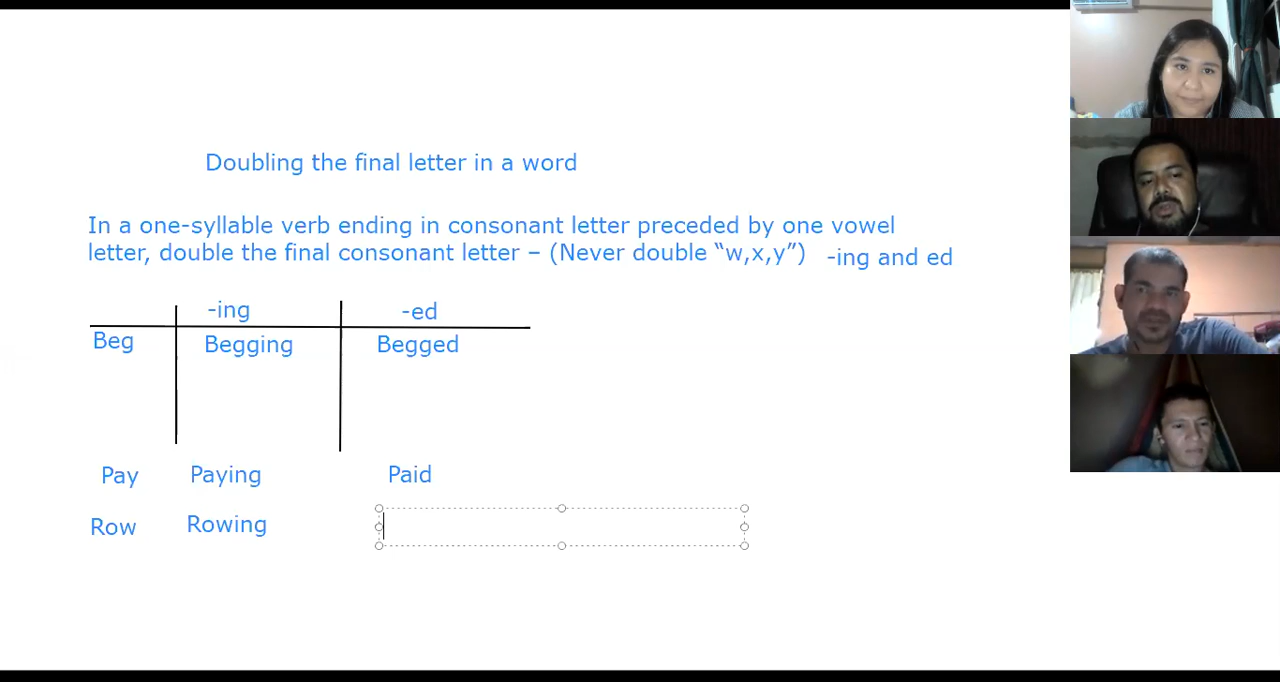 Doubling the final letter in a word
In a one-syllable verb ending in consonant letter preceded by one vowel
letter, double the final consonant letter – (Never double “w,x,y”) -ing and ed
-ing -ed
Beg Begging Begged
Pay Paying Paid
Row Rowing